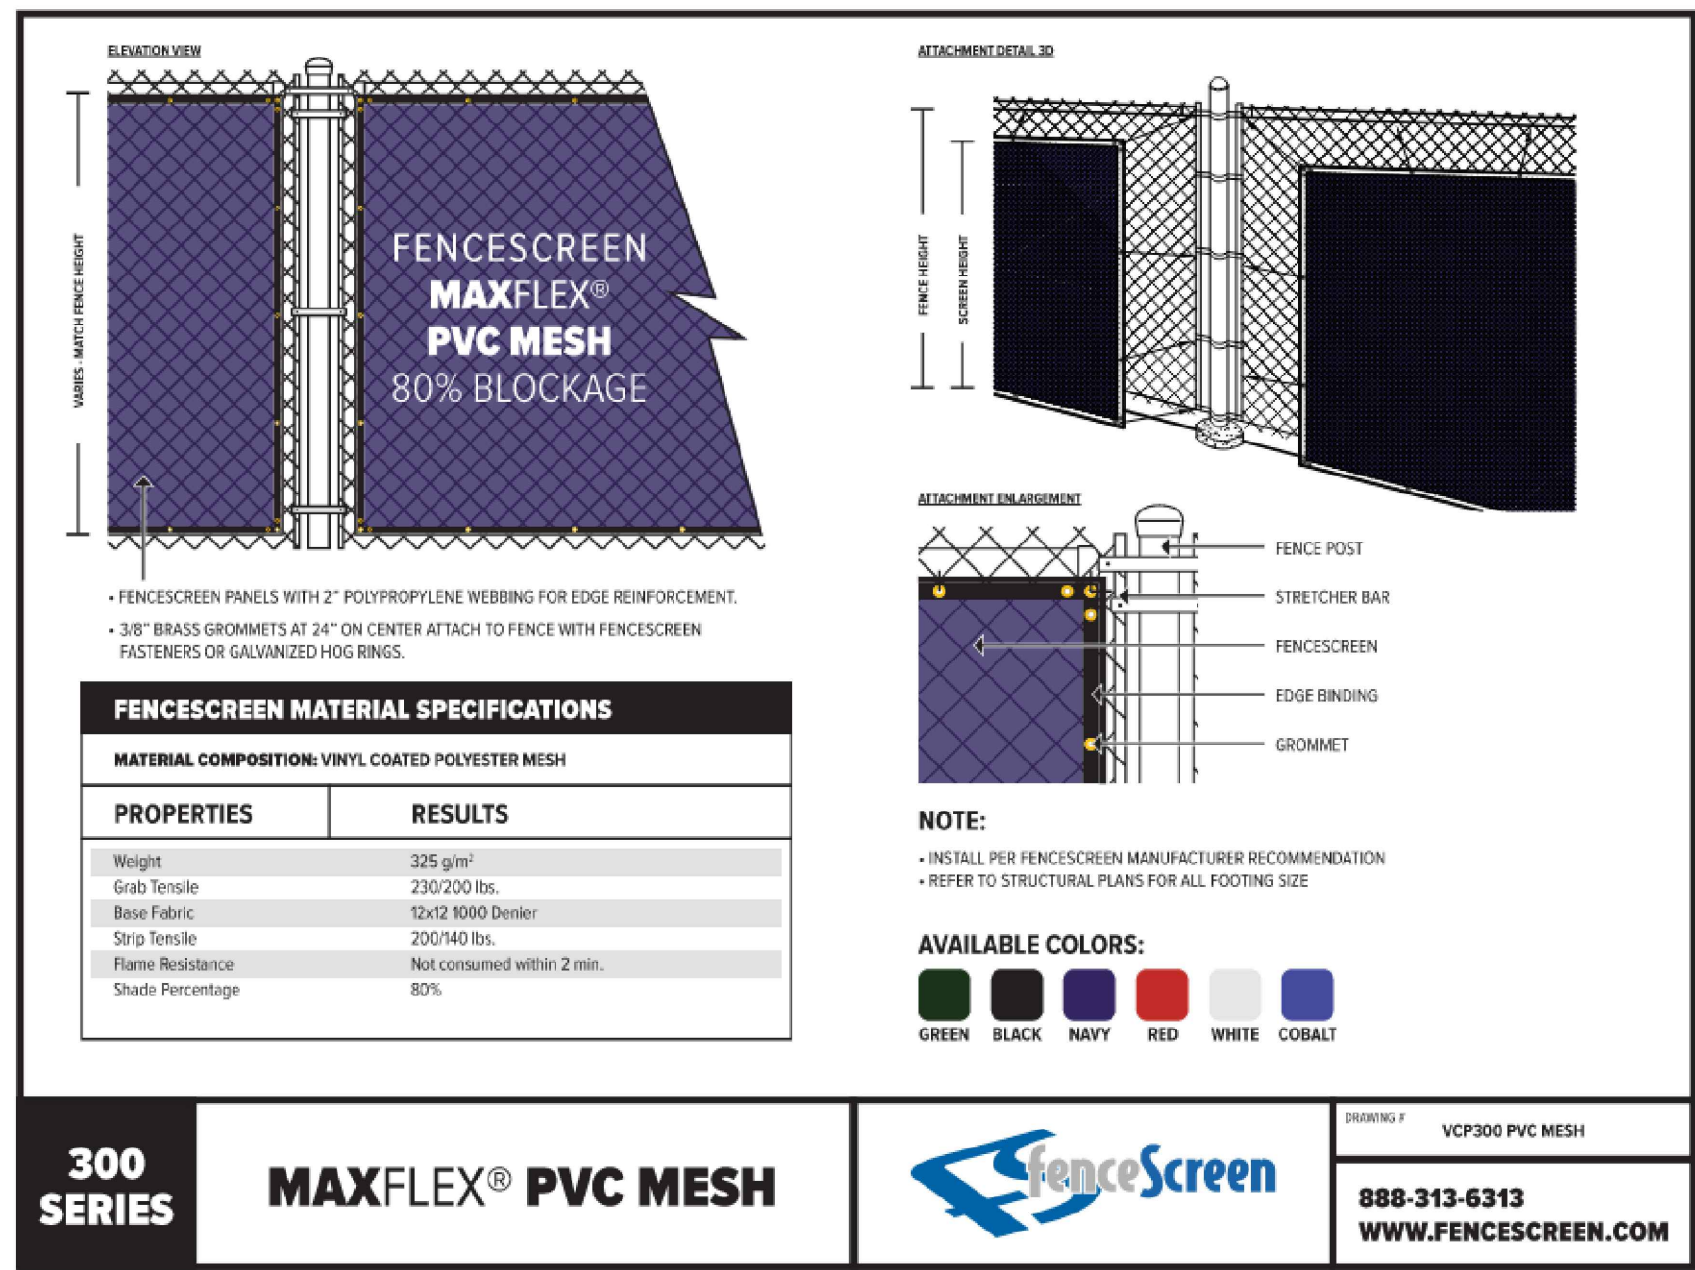 ELEVATION VIEW
VARIES - MATCH FENCE HEIGHT
FENCESCREEN
MAXFLEX®
PVC MESH
80% BLOCKAGE
• FENCESCREEN PANELS WITH 2" POLYPROPYLENE WEBBING FOR EDGE REINFORCEMENT.
• 3/8" BRASS GROMMETS AT 24" ON CENTER ATTACH TO FENCE WITH FENCESCREEN
FASTENERS OR GALVANIZED HOG RINGS.
FENCESCREEN MATERIAL SPECIFICATIONS
MATERIAL COMPOSITION: VINYL COATED POLYESTER MESH
PROPERTIES RESULTS
Weight 325 g/m²
Grab Tensile 230/200 lbs.
Base Fabric 12x12 1000 Denier
Strip Tensile 200/140 lbs.
Flame Resistance Not consumed within 2 min.
Shade Percentage 80%
ATTACHMENT DETAIL 3D
FENCE HEIGHT
SCREEN HEIGHT
ATTACHMENT ENLARGEMENT
FENCE POST
STRETCHER BAR
FENCESCREEN
EDGE BINDING
GROMMET
NOTE:
• INSTALL PER FENCESCREEN MANUFACTURER RECOMMENDATION
• REFER TO STRUCTURAL PLANS FOR ALL FOOTING SIZE
AVAILABLE COLORS:
GREEN BLACK NAVY RED WHITE COBALT
300
SERIES
MAXFLEX® PVC MESH
fenceScreen
DRAWING #
VCP300 PVC MESH
888-313-6313
WWW.FENCESCREEN.COM